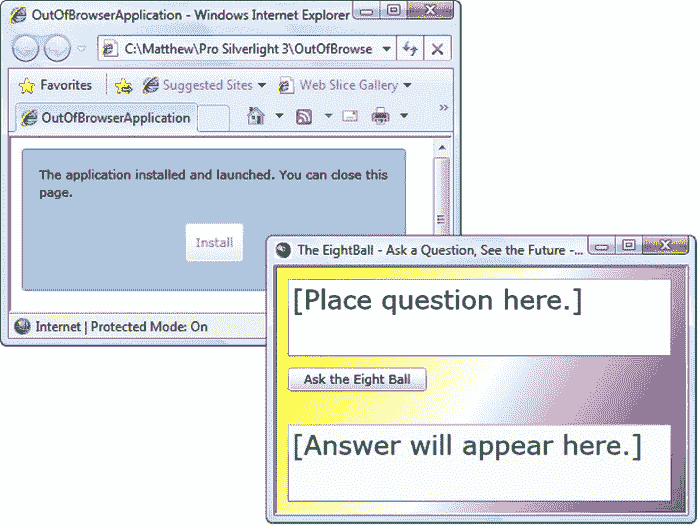 OutOfBrowserApplication - Windows Internet Explorer
C:\Matthew\Pro Silverlight 3\OutOfBrowse
Favorites
Suggested Sites
Web Slice Gallery
OutOfBrowserApplication
The application installed and launched. You can close this
page.
Install
Internet | Protected Mode: On
The EightBall - Ask a Question, See the Future -...
[Place question here.]
Ask the Eight Ball
[Answer will appear here.]